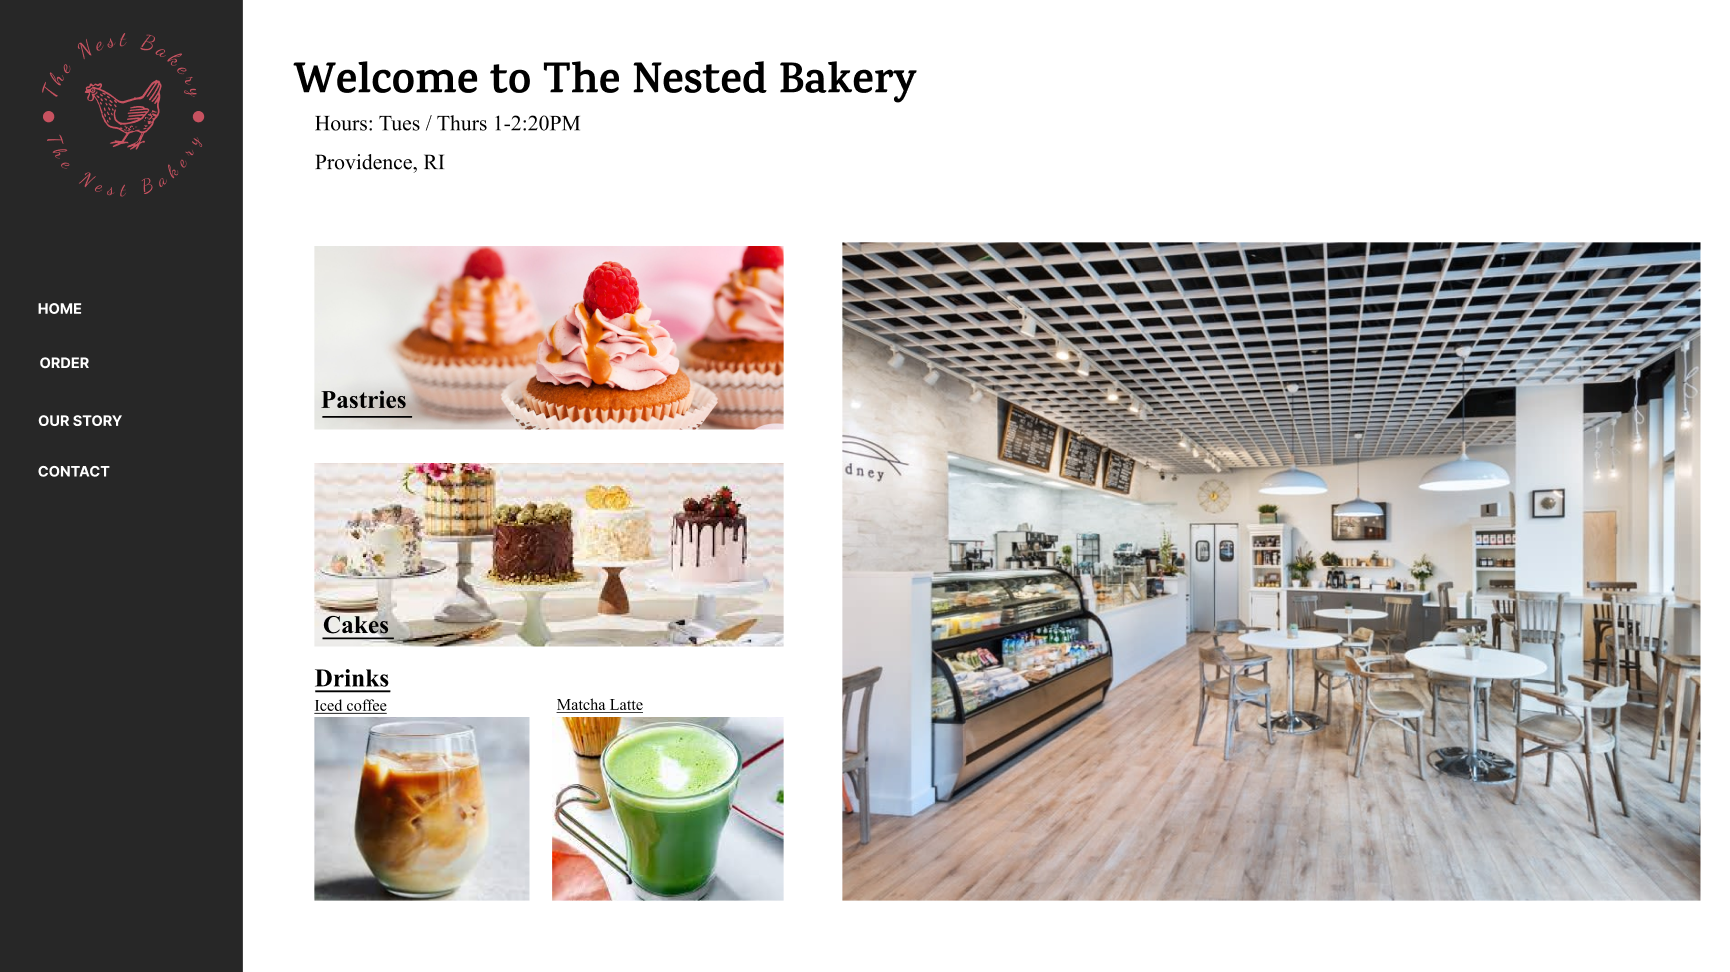 The Nest Bakery
The Nest Bakery
HOME
ORDER
OUR STORY
CONTACT
Welcome to The Nested Bakery
Hours: Tues / Thurs 1-2:20PM
Providence, RI
Pastries
Cakes
Drinks
Iced coffee
Matcha Latte
dney